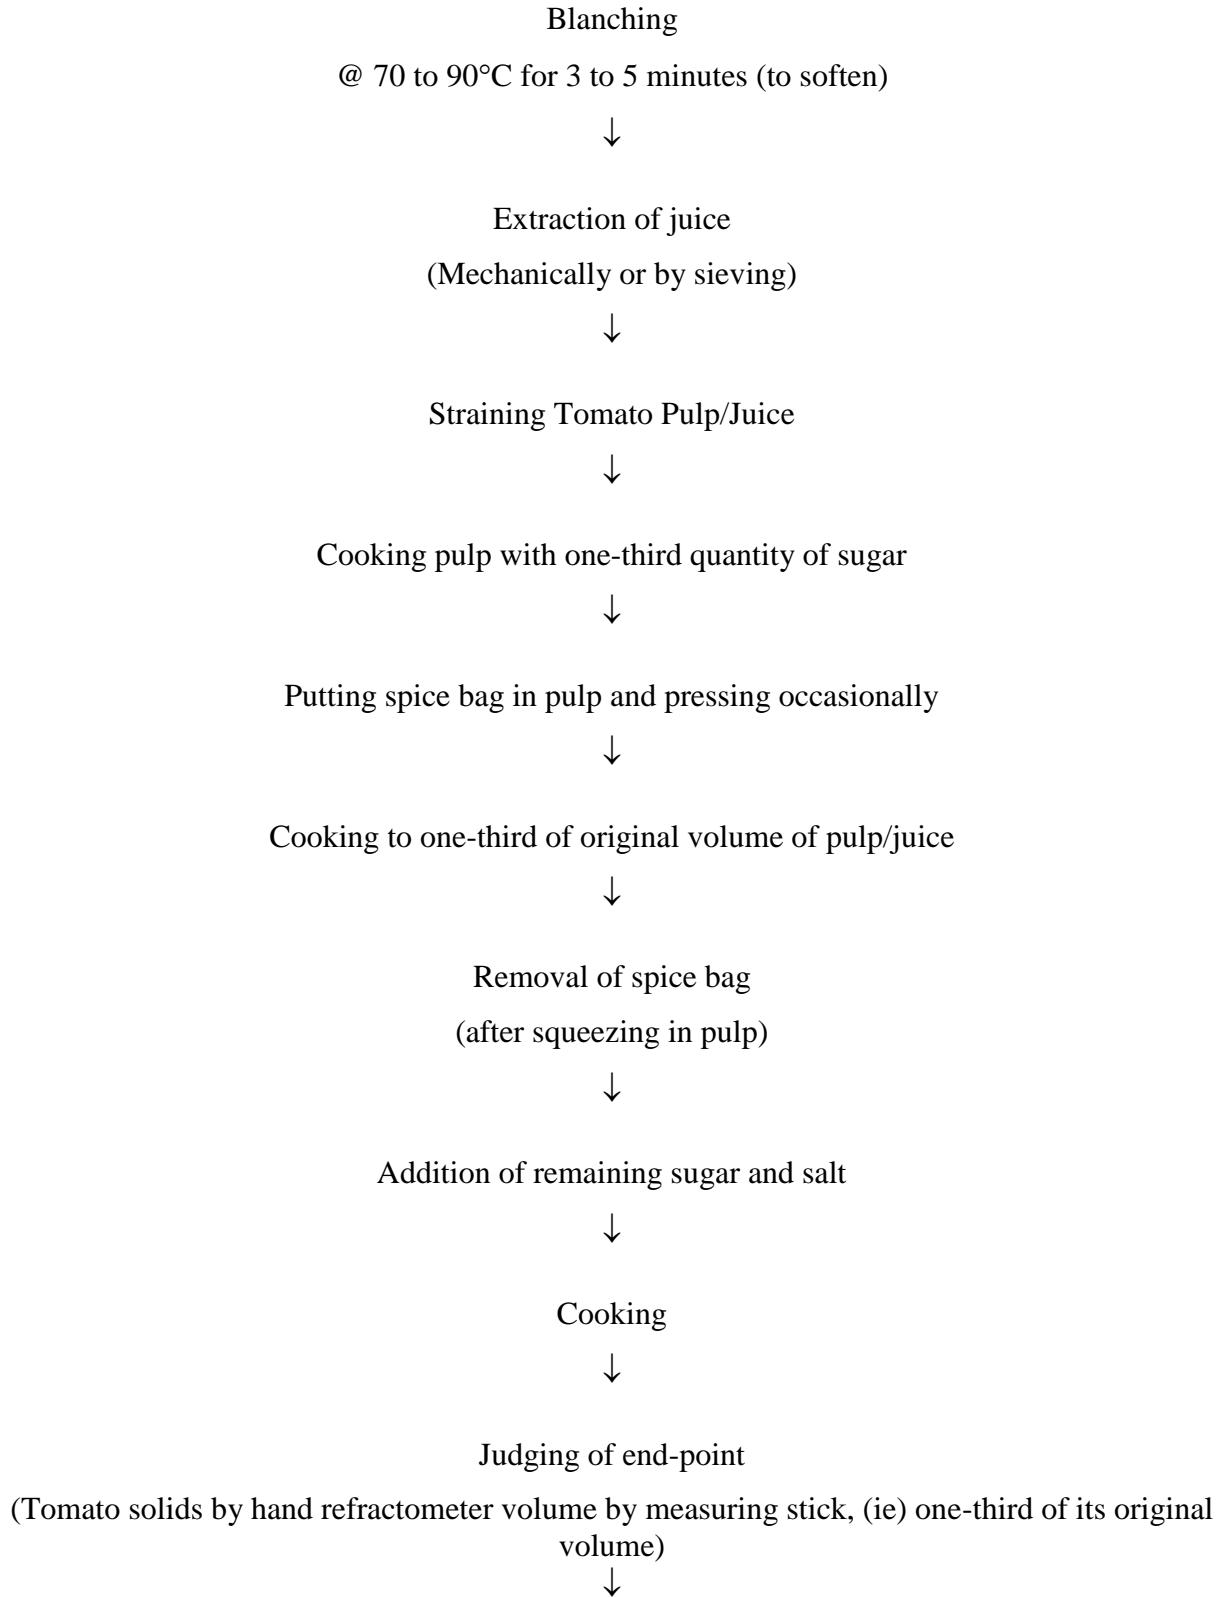 Blanching
@ 70 to 90°C for 3 to 5 minutes (to soften)
↓
Extraction of juice
(Mechanically or by sieving)
↓
Straining Tomato Pulp/Juice
↓
Cooking pulp with one-third quantity of sugar
↓
Putting spice bag in pulp and pressing occasionally
↓
Cooking to one-third of original volume of pulp/juice
↓
Removal of spice bag
(after squeezing in pulp)
↓
Addition of remaining sugar and salt
↓
Cooking
↓
Judging of end-point
(Tomato solids by hand refractometer volume by measuring stick, (ie) one-third of its original
volume)
↓